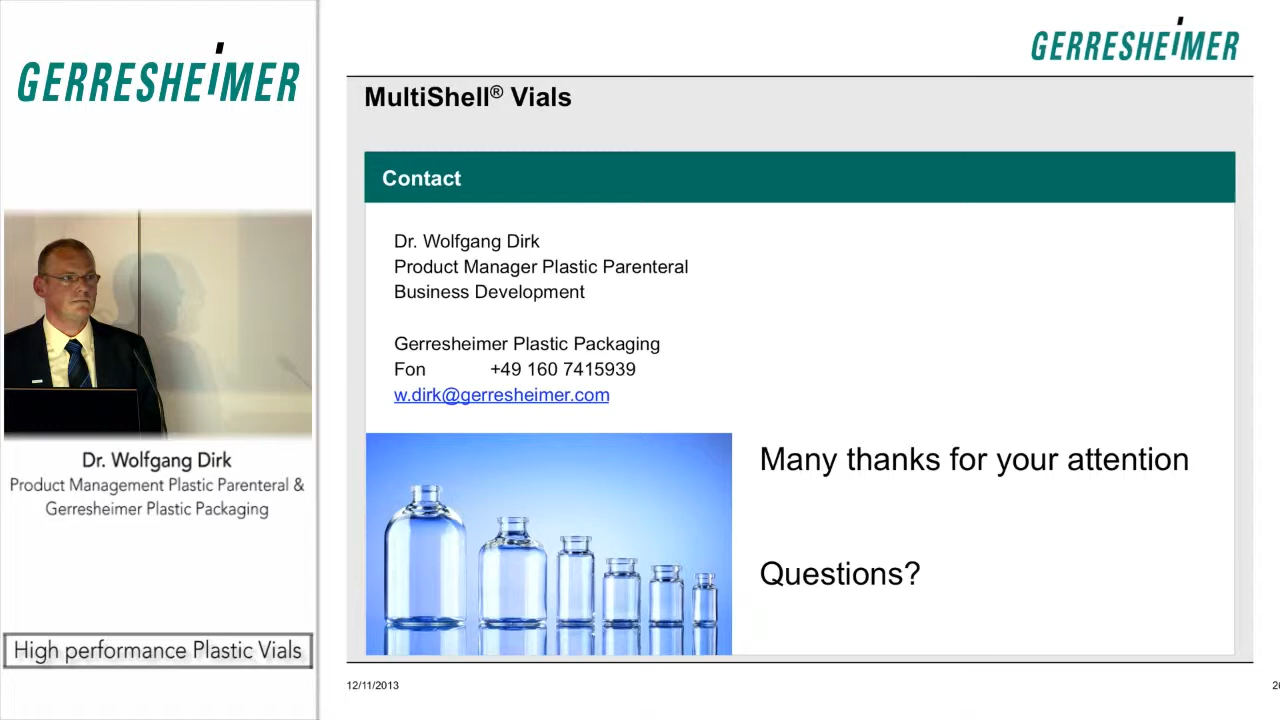 GERRESHEIMER
Dr. Wolfgang Dirk
Product Management Plastic Parenteral &
Gerresheimer Plastic Packaging
High performance Plastic Vials
GERRESHEIMER
MultiShell® Vials
Contact
Dr. Wolfgang Dirk
Product Manager Plastic Parenteral
Business Development
Gerresheimer Plastic Packaging
Fon +49 160 7415939
w.dirk@gerresheimer.com
Many thanks for your attention
Questions?
12/11/2013